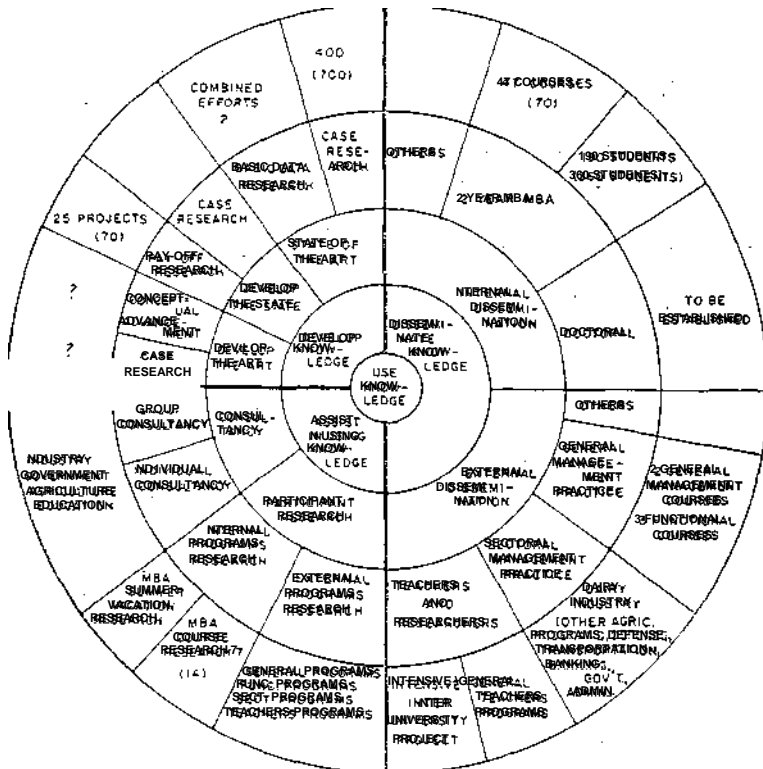 400
(700)
COMBINED
EFFORTS
?
47 COURSES
(70)
190 STUDENTS
(360 STUDENTS)
CASE
RESE-
ARCH
OTHERS
BASIC DATA
RESEARCH
2 YEAR MBA
CASE
RESEARCH
25 PROJECTS
(70)
STATE OF
THE ART
PAY-OFF
RESEARCH
DEVELOP
THE STATE
INTERNAL
DISSEMI-
NATION
TO BE
ESTABLISHED
?
CONCEPT-
UAL
ADVANCE-
MENT
DEVELOP
KNOW-
LEDGE
DISSEMI-
NATE
KNOW-
LEDGE
DOCTORAL
?
CASE
RESEARCH
DEVELOP
THE ART
USE
KNOW-
LEDGE
GROUP
CONSULTANCY
CONSUL-
TANCY
ASSIST
IN USING
KNOW-
LEDGE
OTHERS
INDUSTRY
GOVERNMENT
AGRICULTURE
EDUCATION
INDIVIDUAL
CONSULTANCY
EXTERNAL
DISSEMI-
NATION
GENERAL
MANAGE-
MENT
PRACTICE
2 GENERAL
MANAGEMENT
COURSES
3 FUNCTIONAL
COURSES
PARTICIPANT
RESEARCH
INTERNAL
PROGRAMS
RESEARCH
SECTORAL
MANAGEMENT
PRACTICE
MBA
SUMMER
VACATION
RESEARCH
EXTERNAL
PROGRAMS
RESEARCH
TEACHERS
AND
RESEARCHERS
DAIRY
INDUSTRY
(OTHER AGRIC.
PROGRAMS, DEFENSE,
TRANSPORTATION,
BANKING,
GOV'T.
ADMIN.
MBA
COURSE
RESEARCH ?
(14)
GENERAL PROGRAMS
FUNC. PROGRAMS
SECT. PROGRAMS
TEACHERS PROGRAMS
INTENSIVE
INTER
UNIVERSITY
PROJECT
GENERAL
TEACHERS
PROGRAMS